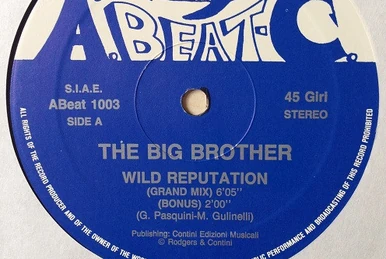 A.BEAT-C.
S.I.A.E.
ABeat 1003
SIDE A
45 Giri
STEREO
THE BIG BROTHER
WILD REPUTATION
(GRAND MIX) 6'05''
(BONUS) 2'00''
(G. Pasquini-M. Gulinelli)
Publishing: Contini Edizioni Musicali
© Rodgers & Contini
ALL RIGHTS OF THE RECORD PRODUCER AND OF THE OWNER OF THE WOR
PUBLIC PERFORMANCE AND BROADCASTING OF THIS RECORD PROHIBITED